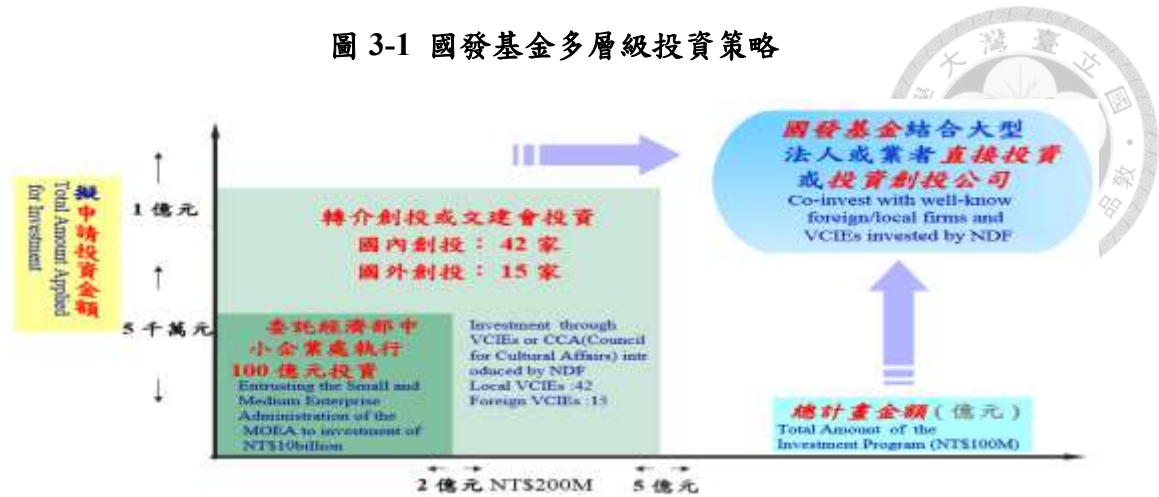 圖 3-1 國發基金多層級投資策略
擬申請投資金額
Total Amount Applied
for Investment
1 億元
5 千萬元
轉介創投或文建會投資
國內創投： 42 家
國外創投： 15 家
委託經濟部中
小企業處執行
100 億元投資
Entrusting the Small and
Medium Enterprise
Administration of the
MOEA to investment of
NT$10billion
Investment through
VCIEs or CCA(Council
for Cultural Affairs) intr
oduced by NDF
Local VCIEs :42
Foreign VCIEs :15
國發基金結合大型
法人或業者直接投資
或投資創投公司
Co-invest with well-know
foreign/local firms and
VCIEs invested by NDF
總計畫金額(億元)
Total Amount of the
Investment Program (NT$100M)
2 億元 NT$200M
5 億元
臺灣大學